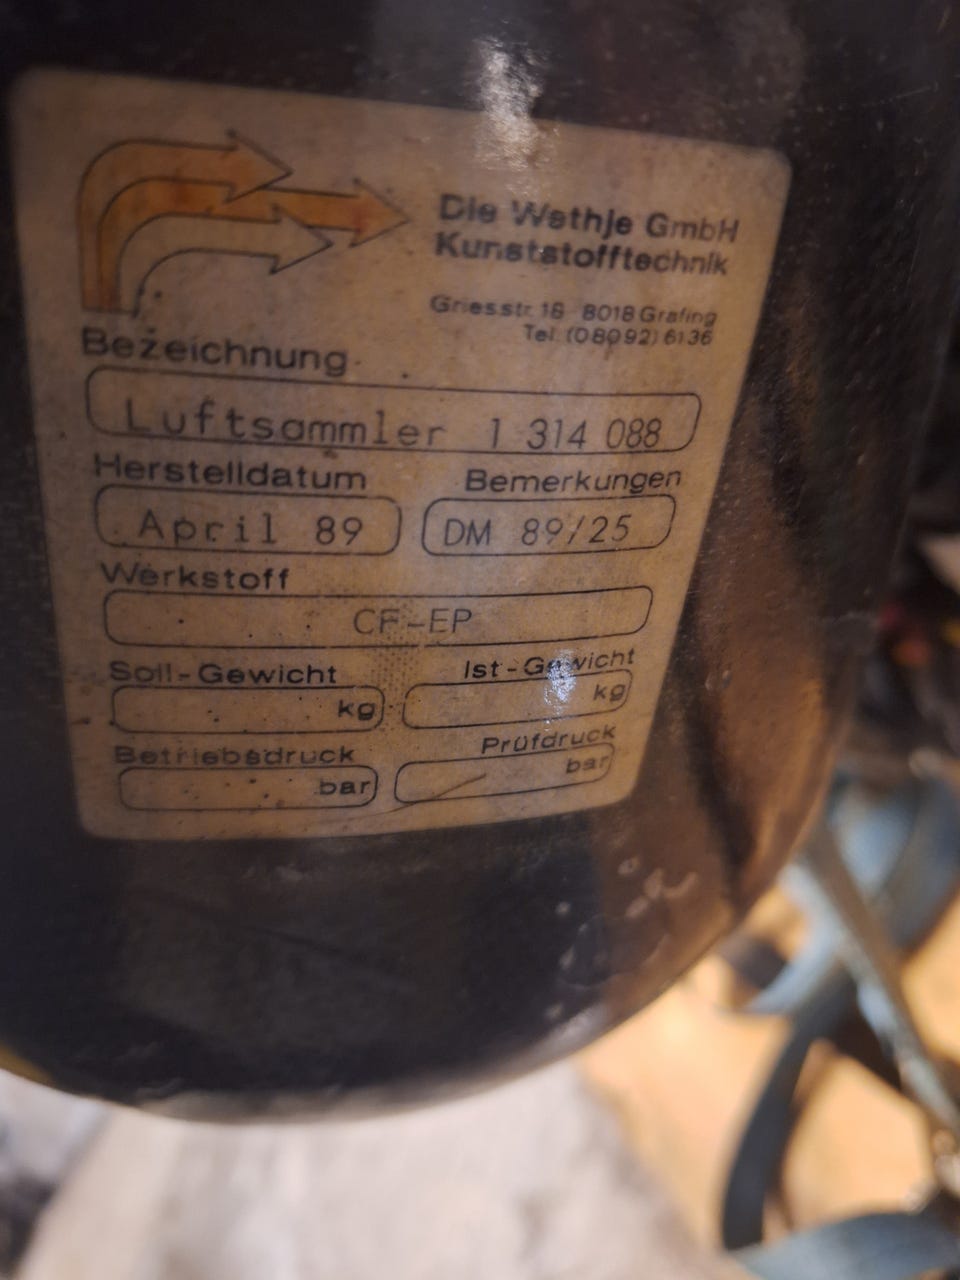 Die Wethje GmbH
Kunststofftechnik
Griesstr. 18 · 8018 Grafing
Tel. (08092) 6136
Bezeichnung
Luftsammler 1 314 088
Herstelldatum Bemerkungen
April 89 DM 89/25
Werkstoff
CF-EP
Soll-Gewicht Ist-Gewicht
kg kg
Betriebsdruck Prüfdruck
bar bar